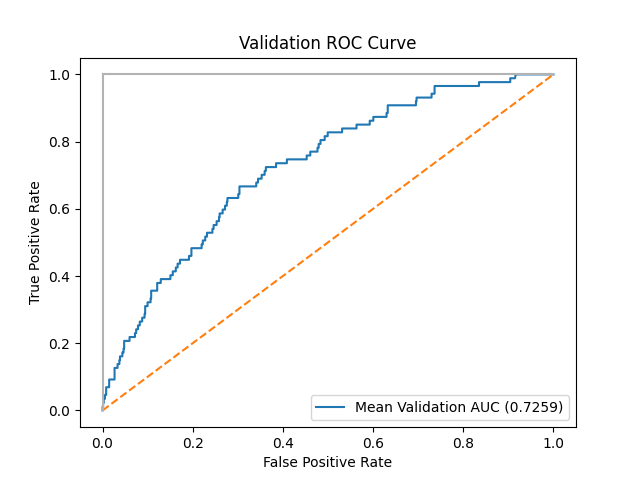 Validation ROC Curve
True Positive Rate
1.0
0.8
0.6
0.4
0.2
0.0
Mean Validation AUC (0.7259)
0.0 0.2 0.4 0.6 0.8 1.0
False Positive Rate